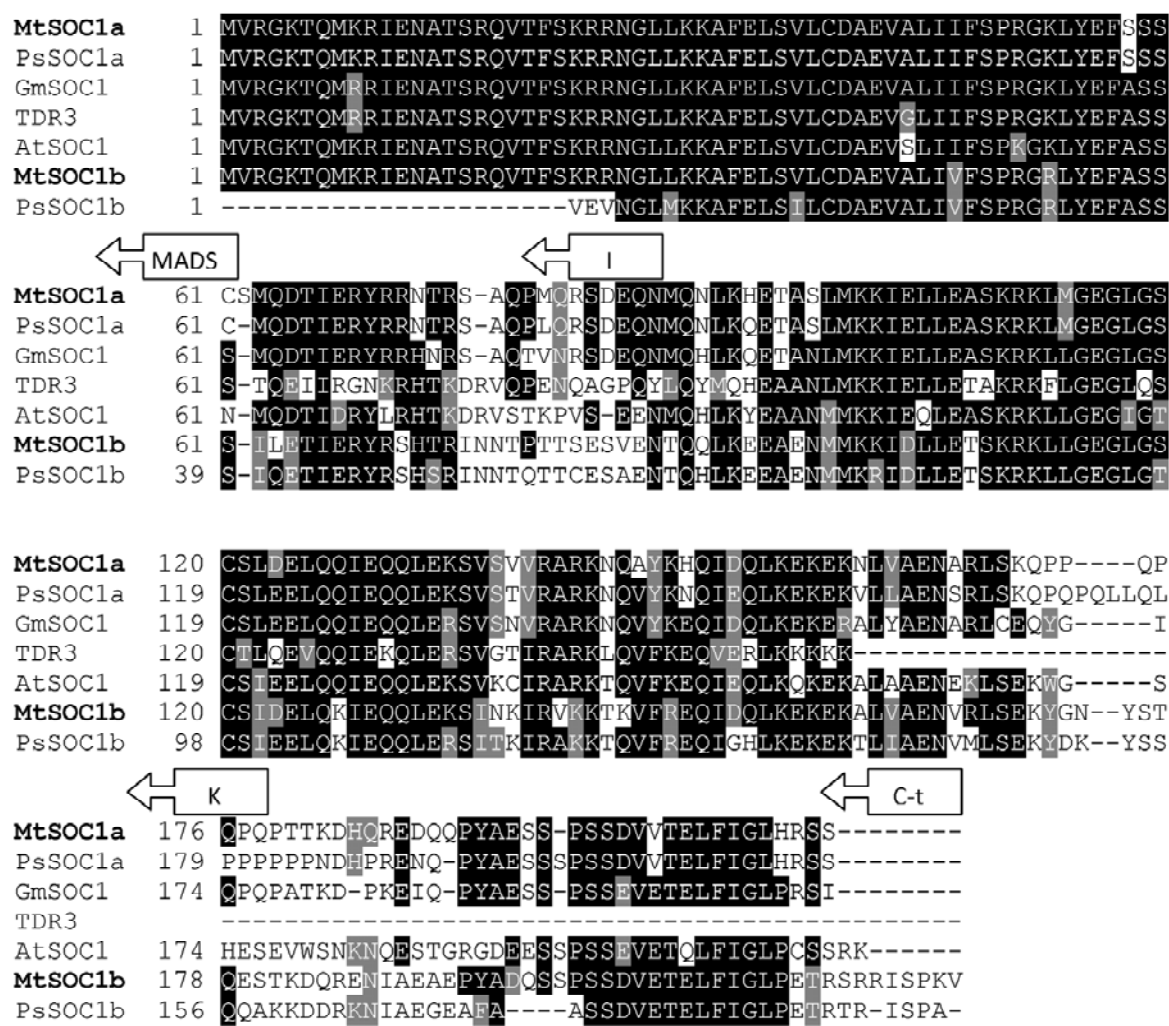 MtSOC1a 1 MVRGKTQMKRIENATSRQVTFSKRRNGLLKKAFELSVLCDAEVALIIFSPRGKLYEFSSS
PsSOC1a 1 MVRGKTQMKRIENATSRQVTFSKRRNGLLKKAFELSVLCDAEVALIIFSPRGKLYEFSSS
GmSOC1 1 MVRGKTQMRRIENATSRQVTFSKRRNGLLKKAFELSVLCDAEVALIIFSPRGKLYEFASS
TDR3 1 MVRGKTQMRRIENATSRQVTFSKRRNGLLKKAFELSVLCDAEVGLIIFSPRGKLYEFASS
AtSOC1 1 MVRGKTQMKRIENATSRQVTFSKRRNGLLKKAFELSVLCDAEVSLIIFSPKGKLYEFASS
MtSOC1b 1 MVRGKTQMKRIENATSRQVTFSKRRNGLLKKAFELSVLCDAEVALIVFSPRGRLYEFASS
PsSOC1b 1 ----------------------VEVNGLMKKAFELSILCDAEVALIVFSPRGRLYEFASS
MADS I
MtSOC1a 61 CSMQDTIERYRRNTRS-AQPMQRSDEQNMQNLKHETASLMKKIELLEASKRKLMGEGLGS
PsSOC1a 61 C-MQDTIERYRRNTRS-AQPLQRSDEQNMQNLKQETASLMKKIELLEASKRKLMGEGLGS
GmSOC1 61 S-MQDTIERYRRHNRS-AQTVNRSDEQNMQHLKQETANLMKKIELLEASKRKLLGEGLGS
TDR3 61 S-TQEIIRGNKRHTKDRVQPENQAGPQYLQYMQHEAANLMKKIELLETAKRKFLGEGLQS
AtSOC1 61 N-MQDTIDRYLRHTKDRVSTKPVS-EENMQHLKYEAANMMKKIEQLEASKRKLLGEGIGT
MtSOC1b 61 S-ILETIERYRSHTRINNTPTTSESVENTQQLKEEAENMMKKIDLLETSKRKLLGEGLGS
PsSOC1b 39 S-IQETIERYRSHSRINNTQTTCESAENTQHLKEEAENMMKRIDLLETSKRKLLGEGLGT
MtSOC1a 120 CSLDELQQIEQQLEKSVSVVRARKNQAYKHQIDQLKEKEKNLVAENARLSKQPP----QP
PsSOC1a 119 CSLEELQQIEQQLEKSVSTVRARKNQVYKNQIEQLKEKEKVLLAENSRLSKQPQPQLLQL
GmSOC1 119 CSLEELQQIEQQLERSVSNVRARKNQVYKEQIDQLKEKERALYAENARLCEQYG-----I
TDR3 120 CTLQEVQQIEKQLERSVGTIRARKLQVFKEQVERLKKKKK--------------------
AtSOC1 119 CSIEELQQIEQQLEKSVKCIRARKTQVFKEQIEQLKQKEKALAAENEKLSEKWG-----S
MtSOC1b 120 CSIDELQKIEQQLEKSINKIRVKKTKVFREQIDQLKEKEKALVAENVRLSEKYGN--YST
PsSOC1b 98 CSIEELQKIEQQLERSITKIRAKKTQVFREQIGHLKEKEKTLIAENVMLSEKYDK--YSS
K C-t
MtSOC1a 176 QPQPTTKDHQREDQQPYAESS-PSSDVVTELFIGLHRSS--------
PsSOC1a 179 PPPPPPNDHPRENQ-PYAESSSPSSDVVTELFIGLHRSS--------
GmSOC1 174 QPQPATKD-PKEIQ-PYAESS-PSSEVETELFIGLPRSI--------
TDR3 -----------------------------------------------
AtSOC1 174 HESEVWSNKNQESTGRGDEESSPSSEVETQLFIGLPCSSRK------
MtSOC1b 178 QESTKDQRENIAEAEPYADQSSPSSDVETELFIGLPETRSRRISPKV
PsSOC1b 156 QQAKKDDRKNIAEGEAFA----ASSDVETELFIGLPETRTR-ISPA-